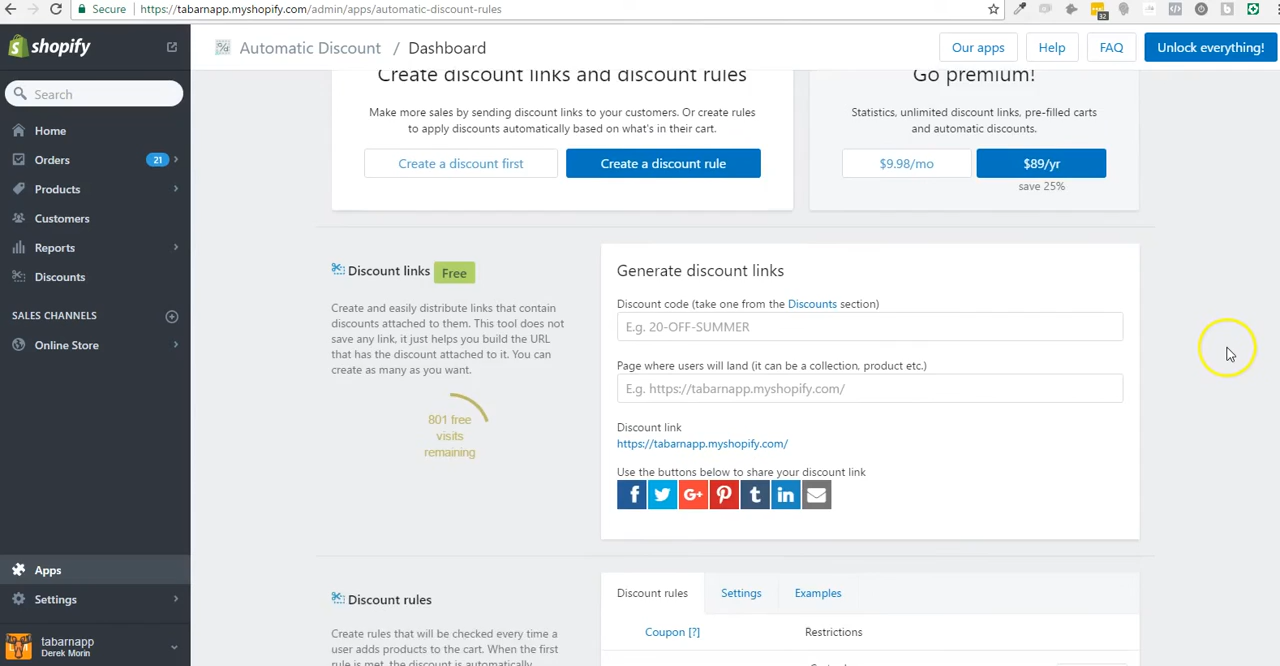 Secure https://tabarnapp.myshopify.com/admin/apps/automatic-discount-rules
32
shopify
Automatic Discount / Dashboard
Our apps
Help
FAQ
Unlock everything!
Search
Home
Orders 21
Products
Customers
Reports
Discounts
SALES CHANNELS
Online Store
Apps
Settings
tabarnapp
Derek Morin
Create discount links and discount rules
Make more sales by sending discount links to your customers. Or create rules
to apply discounts automatically based on what's in their cart.
Create a discount first
Create a discount rule
Go premium!
Statistics, unlimited discount links, pre-filled carts
and automatic discounts.
$9.98/mo
$89/yr
save 25%
Discount links Free
Create and easily distribute links that contain
discounts attached to them. This tool does not
save any link, it just helps you build the URL
that has the discount attached to it. You can
create as many as you want.
801 free
visits
remaining
Generate discount links
Discount code (take one from the Discounts section)
E.g. 20-OFF-SUMMER
Page where users will land (it can be a collection, product etc.)
E.g. https://tabarnapp.myshopify.com/
Discount link
https://tabarnapp.myshopify.com/
Use the buttons below to share your discount link
Discount rules
Create rules that will be checked every time a
user adds products to the cart. When the first
rule is met, the discount is automatically
Discount rules
Settings
Examples
Coupon [?]
Restrictions